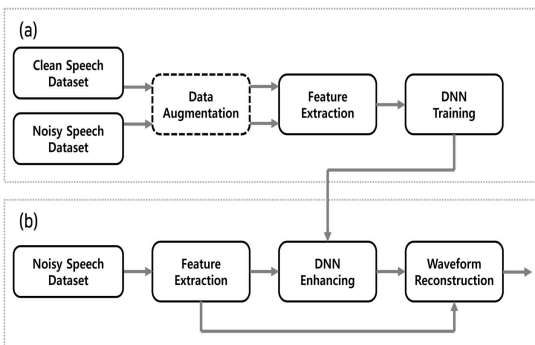 (a)
Clean Speech
Dataset
Noisy Speech
Dataset
Data
Augmentation
Feature
Extraction
DNN
Training
(b)
Noisy Speech
Dataset
Feature
Extraction
DNN
Enhancing
Waveform
Reconstruction